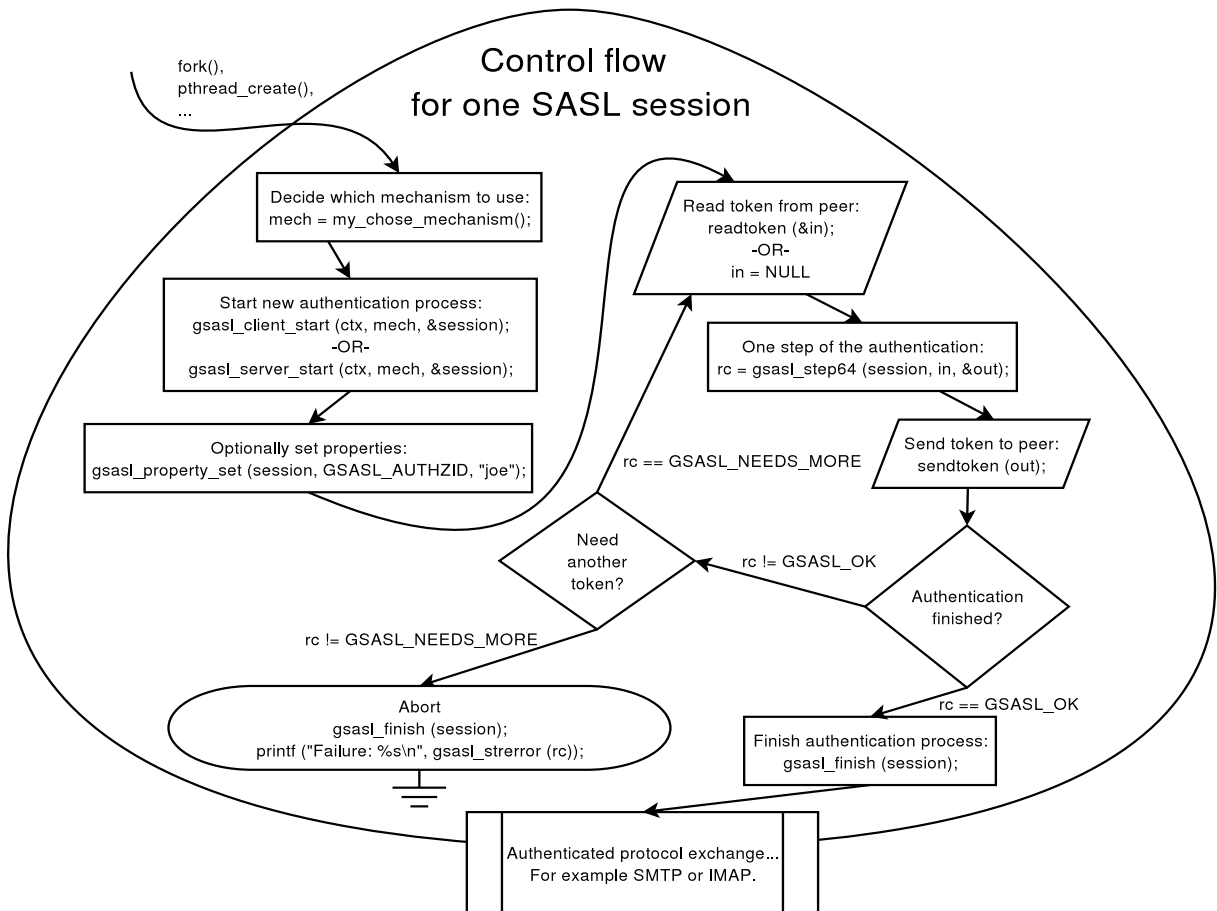 Control flow
for one SASL session
fork(),
pthread_create(),
...
Decide which mechanism to use:
mech = my_chose_mechanism();
Start new authentication process:
gsasl_client_start (ctx, mech, &session);
-OR-
gsasl_server_start (ctx, mech, &session);
Optionally set properties:
gsasl_property_set (session, GSASL_AUTHZID, "joe");
Read token from peer:
readtoken (&in);
-OR-
in = NULL
One step of the authentication:
rc = gsasl_step64 (session, in, &out);
Send token to peer:
sendtoken (out);
Authentication
finished?
rc != GSASL_OK
Need
another
token?
rc == GSASL_NEEDS_MORE
rc != GSASL_NEEDS_MORE
Abort
gsasl_finish (session);
printf ("Failure: %s\n", gsasl_strerror (rc));
rc == GSASL_OK
Finish authentication process:
gsasl_finish (session);
Authenticated protocol exchange...
For example SMTP or IMAP.